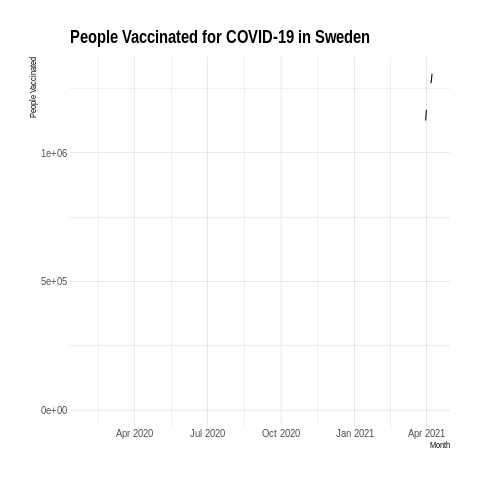 People Vaccinated for COVID-19 in Sweden
People Vaccinated
1e+06
5e+05
0e+00
Apr 2020 Jul 2020 Oct 2020 Jan 2021 Apr 2021
Month